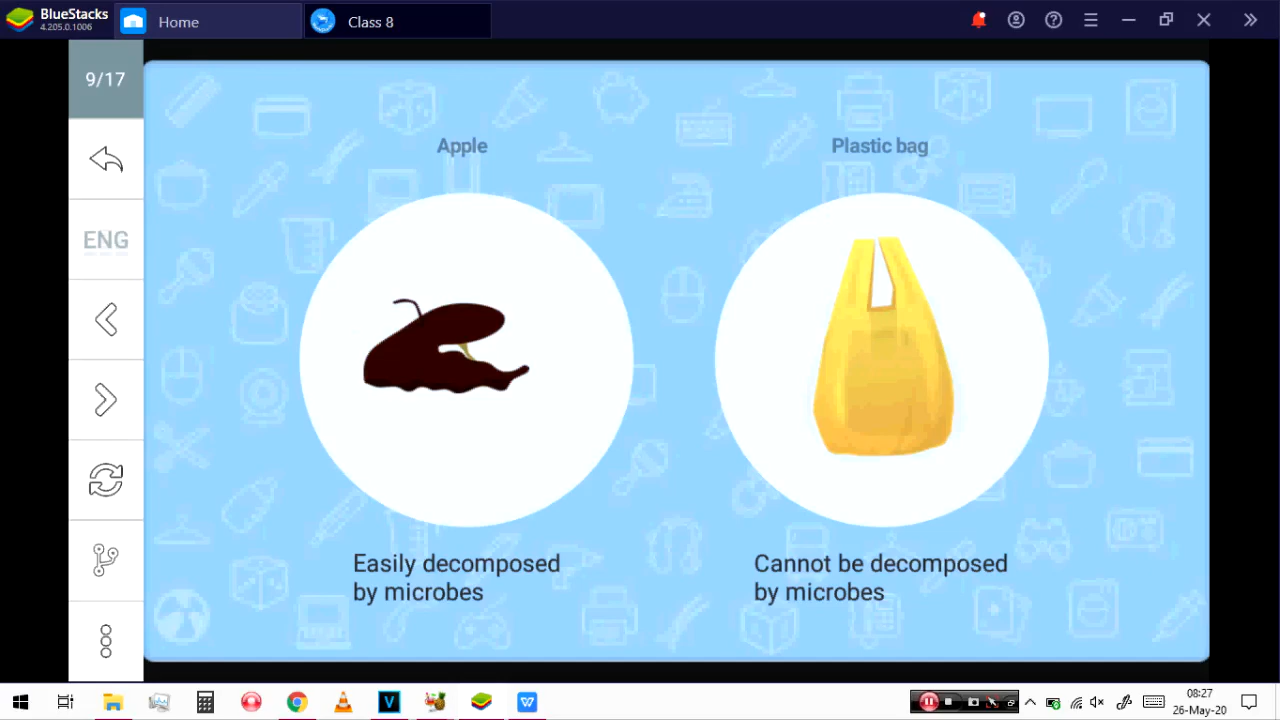 BlueStacks
4.205.0.1006
Home
Class 8
9/17
ENG
Apple
Plastic bag
Easily decomposed
by microbes
Cannot be decomposed
by microbes
08:27
26-May-20